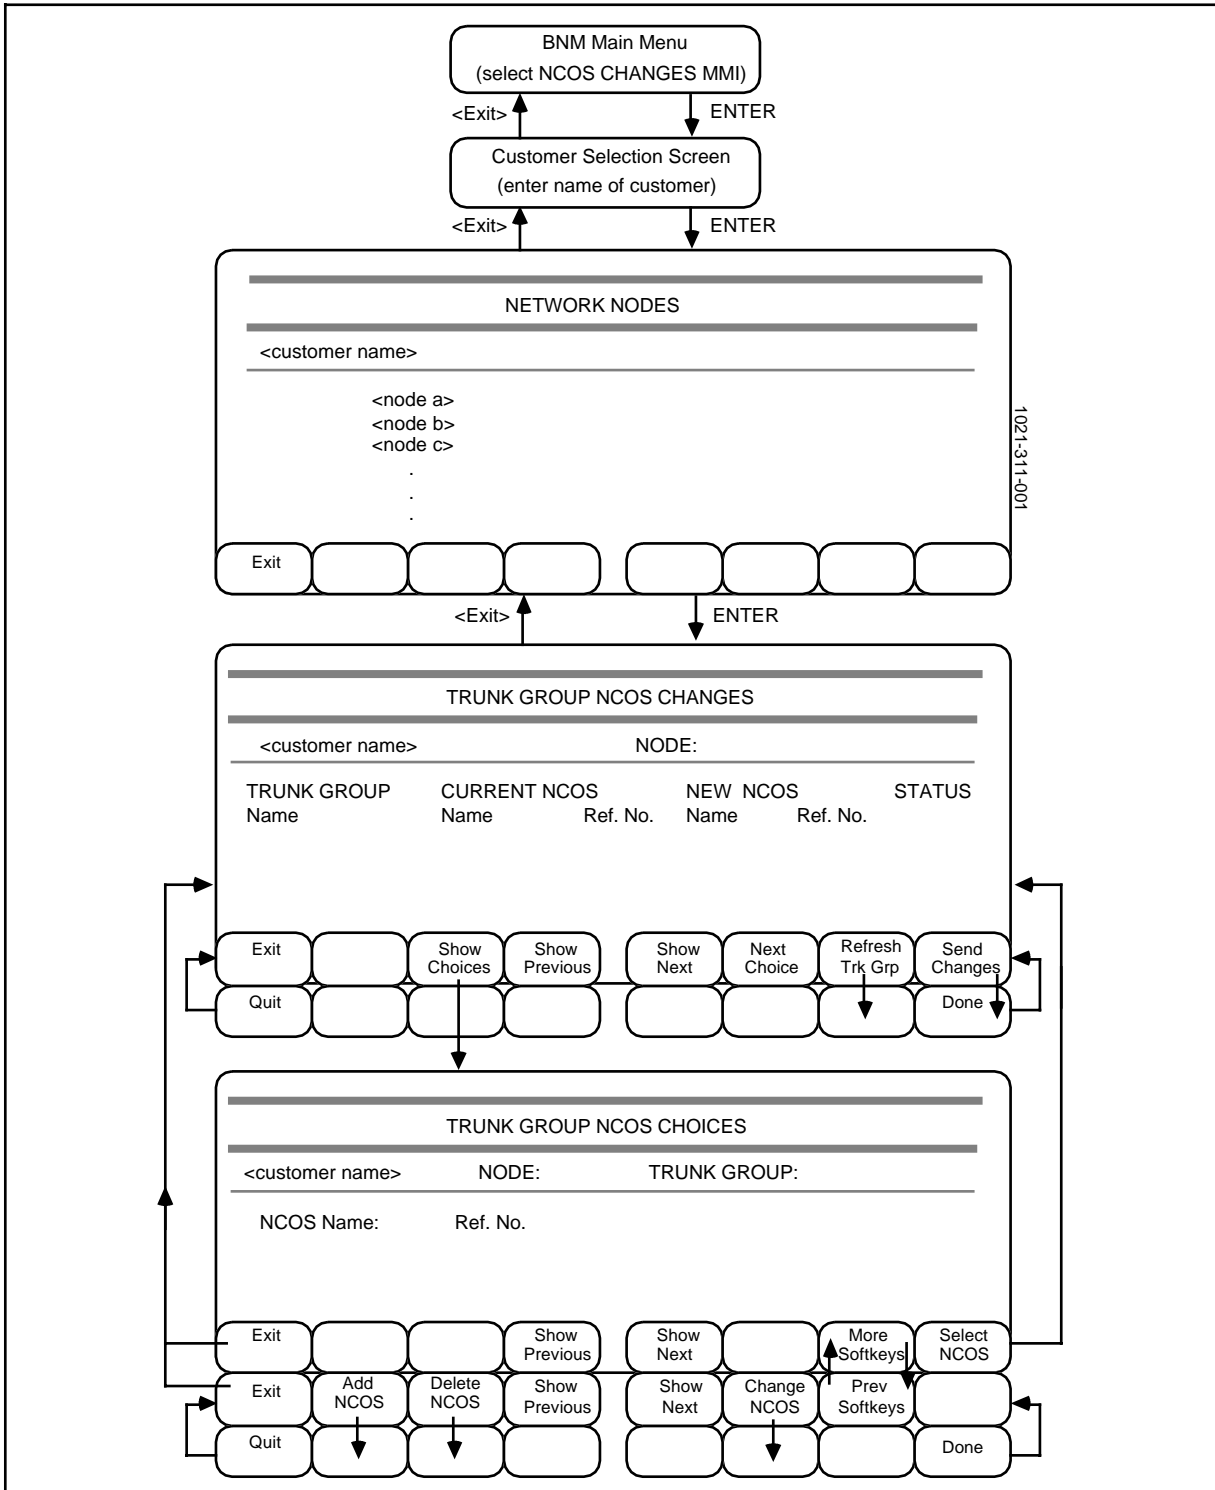 BNM Main Menu
(select NCOS CHANGES MMI)
<Exit> ENTER
Customer Selection Screen
(enter name of customer)
<Exit> ENTER
NETWORK NODES
<customer name>
<node a>
<node b>
<node c>
.
.
.
1021-311-001
Exit
<Exit> ENTER
TRUNK GROUP NCOS CHANGES
<customer name> NODE:
TRUNK GROUP CURRENT NCOS NEW NCOS STATUS
Name Name Ref. No. Name Ref. No.
Exit Show Show Show Next Refresh Send
Choices Previous Next Choice Trk Grp Changes
Quit Done
TRUNK GROUP NCOS CHOICES
<customer name> NODE: TRUNK GROUP:
NCOS Name: Ref. No.
Exit Show Show More Select
Previous Next Softkeys NCOS
Exit Add Delete Show Show Change Prev
NCOS NCOS Previous Next NCOS Softkeys
Quit Done